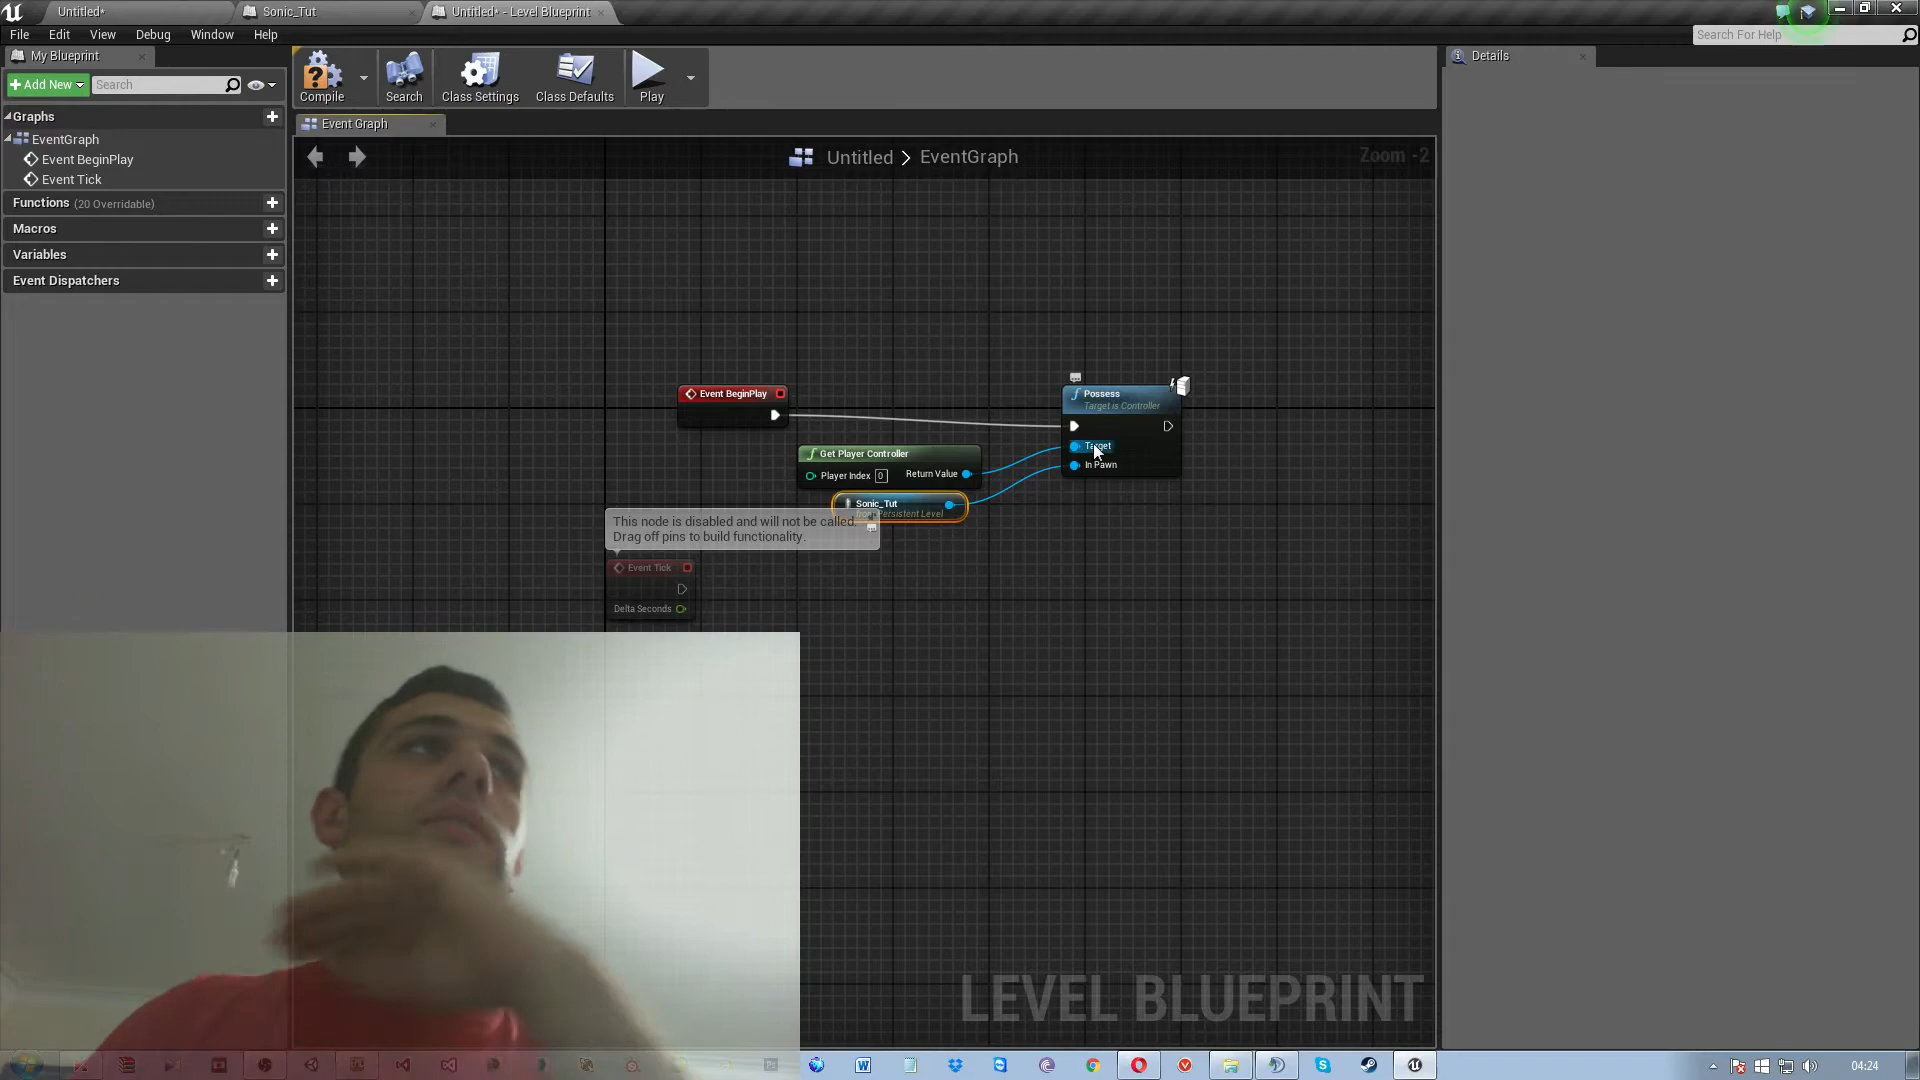 Untitled*
Sonic_Tut
Untitled* - Level Blueprint
File
Edit
View
Debug
Window
Help
Search For Help
My Blueprint
Add New
Search
Graphs
EventGraph
Event BeginPlay
Event Tick
Functions (20 Overridable)
Macros
Variables
Event Dispatchers
Compile
Search
Class Settings
Class Defaults
Play
Details
Event Graph
Untitled > EventGraph
Zoom -2
Event BeginPlay
Possess
Target is Controller
Target
In Pawn
Get Player Controller
Player Index 0
Return Value
Sonic_Tut
from Persistent Level
This node is disabled and will not be called.
Drag off pins to build functionality.
Event Tick
Delta Seconds
LEVEL BLUEPRINT
04:24